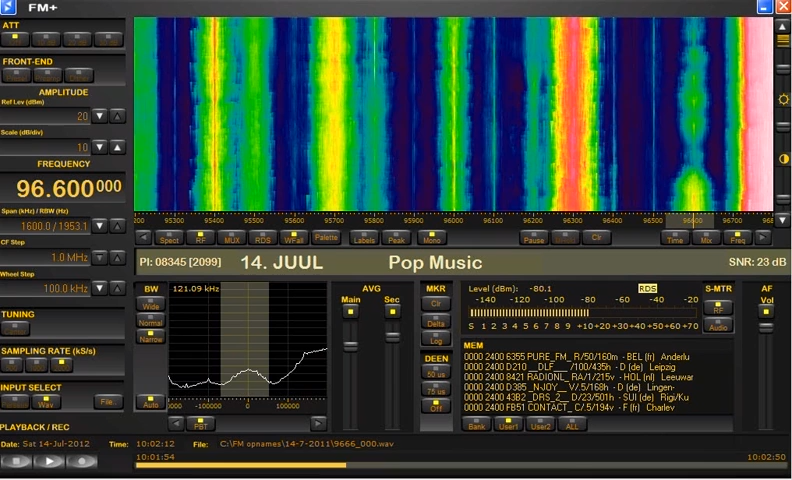 FM+
ATT
FRONT-END
AMPLITUDE
Ref Lev (dBm)
20
Scale (dB/div)
10
FREQUENCY
96.600000
Span (kHz) / RBW (Hz)
1600.0 / 1953.1
CF Step
1.0 MHz
Wheel Step
100.0 kHz
TUNING
SAMPLING RATE (kS/s)
INPUT SELECT
Wav File..
PLAYBACK / REC
200 95300 95400 95500 95600 95700 95800 95900 96000 96100 96200 96300 96400 96500 96600 96700 968
Spect RF MUX RDS WFall Palette Labels Peak Mono Pause Clr Time Mix Freq
PI: 08345 [2099] 14. JUUL Pop Music SNR: 23 dB
BW
Wide
Normal
Narrow
Auto
121.09 kHz
0000 -100000 0 100000
PBT
AVG
Main Sec
MKR
Clr
Delta
Log
DEEN
50 us
75 us
Off
Level (dBm): -80.1 RDS
-140 -120 -100 -80 -60 -40 -20
S 1 2 3 4 5 6 7 8 9 +10+20+30+40+50+60+70
S-MTR
RF
Audio
AF
Vol
MEM
0000 2400 6355 PURE_FM_ R/50/160m - BEL (fr) Anderlu
0000 2400 D210 __DLF___ /100/435h - D (de) Leipzig
0000 2400 8421 RADIONL_ RA/1/215v - HOL (nl) Leeuwar
0000 2400 D385 _NJOY__ V/.5/168h - D (de) Lingen-
0000 2400 43B2 _DRS_2__ D/23/501h - SUI (de) Rigi/Ku
0000 2400 FB51 CONTACT_ C/.5/194v - F (fr) Charlev
Bank User1 User2 ALL
Date: Sat 14-Jul-2012 Time: 10:02:12 File: C:\FM opnames\14-7-2011\9666_000.wav
10:01:54 10:02:50